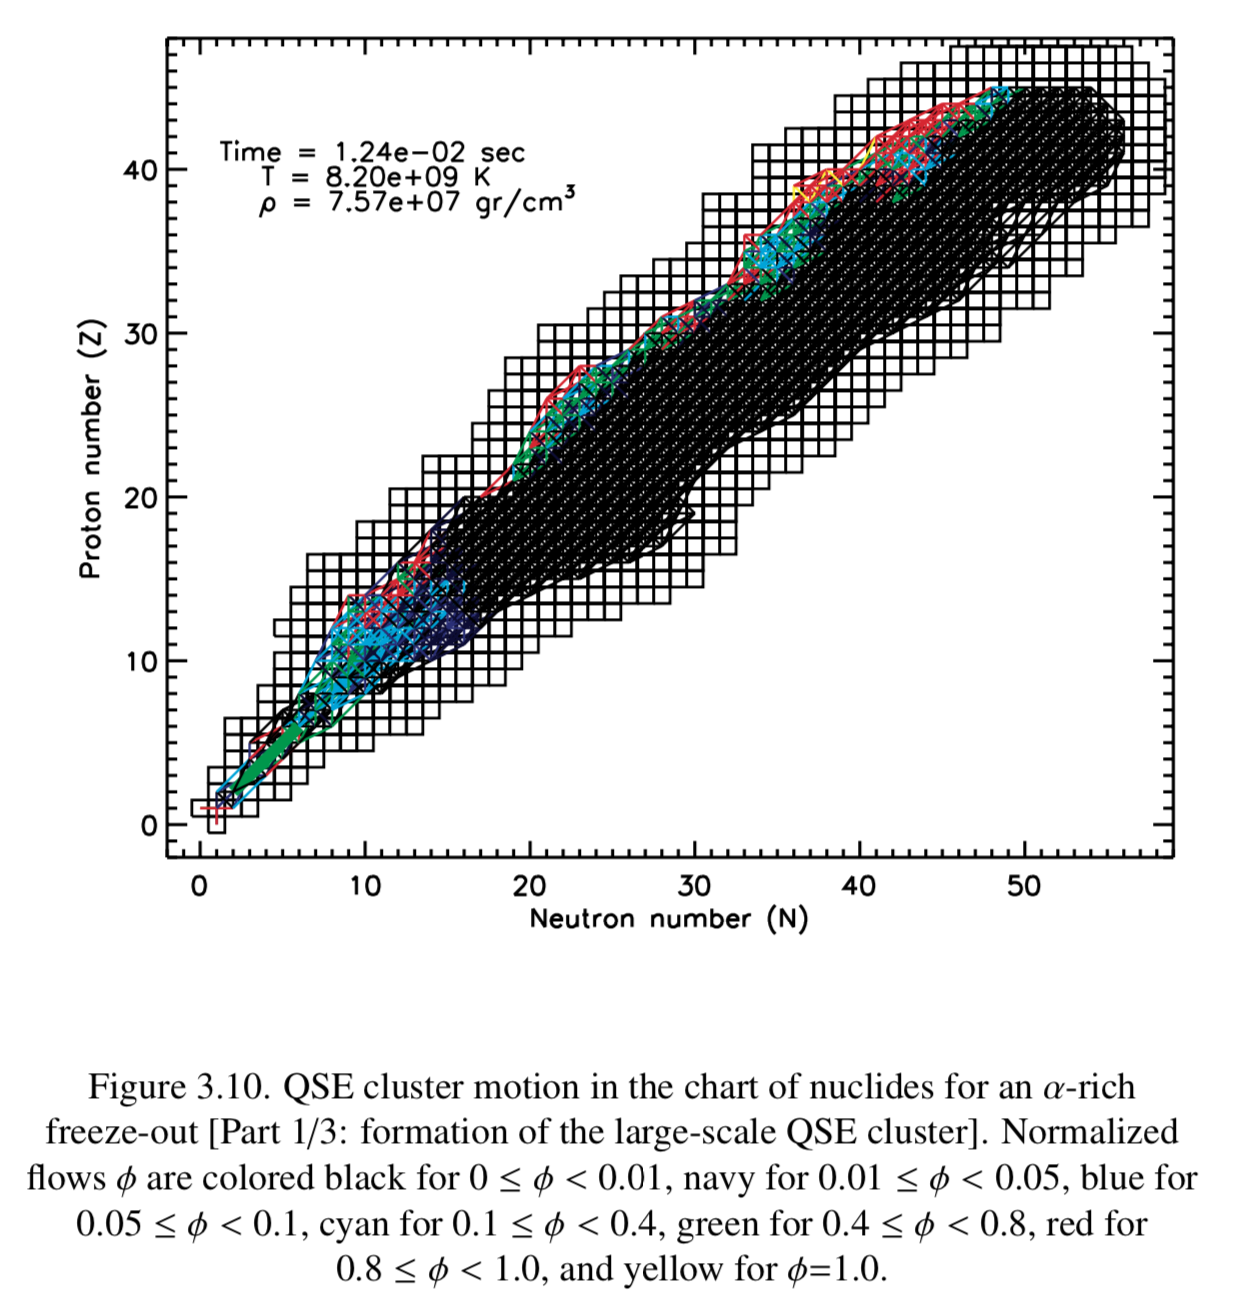 Time = 1.24e-02 sec
T = 8.20e+09 K
ρ = 7.57e+07 gr/cm³
Proton number (Z)
40
30
20
10
0
0 10 20 30 40 50
Neutron number (N)
Figure 3.10. QSE cluster motion in the chart of nuclides for an α-rich
freeze-out [Part 1/3: formation of the large-scale QSE cluster]. Normalized
flows ϕ are colored black for 0 ≤ ϕ < 0.01, navy for 0.01 ≤ ϕ < 0.05, blue for
0.05 ≤ ϕ < 0.1, cyan for 0.1 ≤ ϕ < 0.4, green for 0.4 ≤ ϕ < 0.8, red for
0.8 ≤ ϕ < 1.0, and yellow for ϕ=1.0.